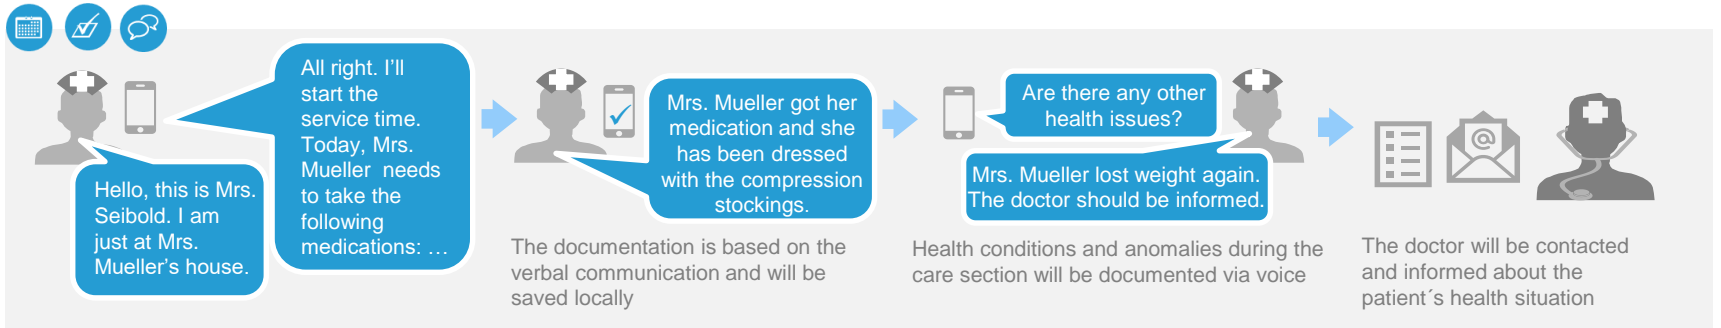 Hello, this is Mrs.
Seibold. I am
just at Mrs.
Mueller's house.
All right. I'll
start the
service time.
Today, Mrs.
Mueller needs
to take the
following
medications: …
Mrs. Mueller got her
medication and she
has been dressed
with the compression
stockings.
The documentation is based on the
verbal communication and will be
saved locally
Are there any other
health issues?
Mrs. Mueller lost weight again.
The doctor should be informed.
Health conditions and anomalies during the
care section will be documented via voice
@
The doctor will be contacted
and informed about the
patient´s health situation